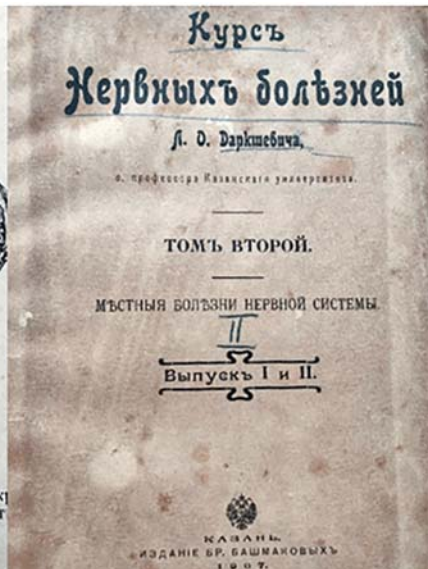 Курсъ
Нервныхъ болѣзней
Л. О. Даркшевича,
о. профессора Казанскаго университета.
ТОМЪ ВТОРОЙ.
МѢСТНЫЯ БОЛѢЗНИ НЕРВНОЙ СИСТЕМЫ.
II
Выпускъ I и II.
КАЗАНЬ.
ИЗДАНІЕ БР. БАШМАКОВЫХЪ
1907.